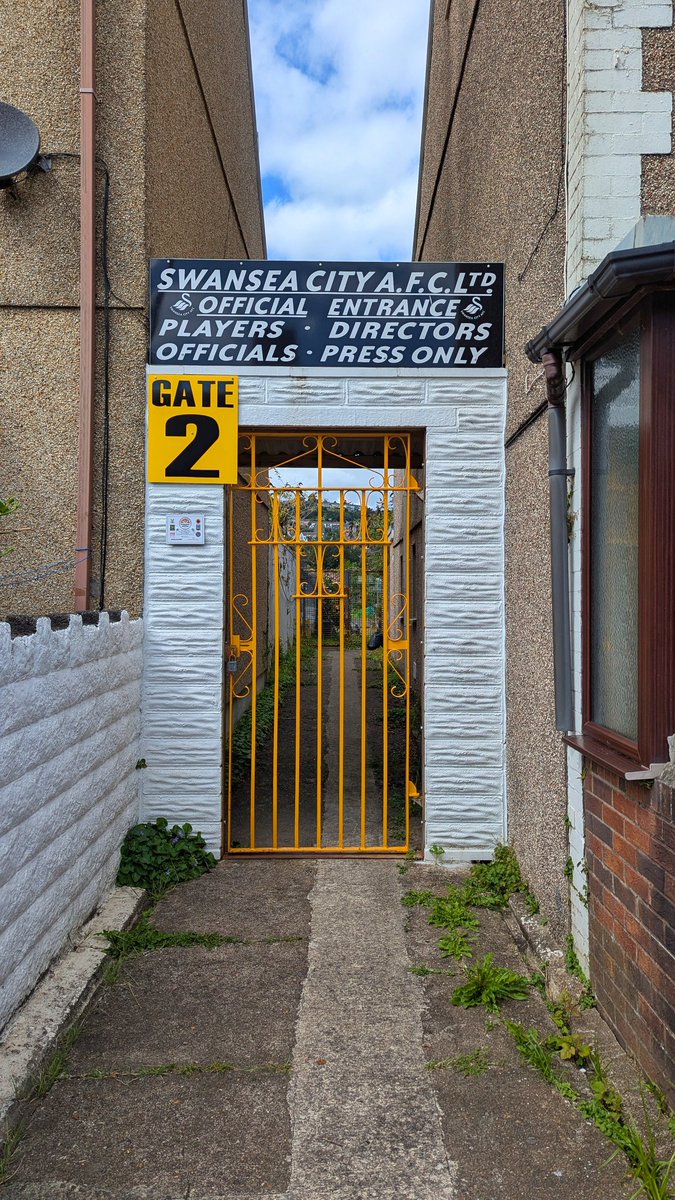 SWANSEA CITY A.F.C. LTD
OFFICIAL ENTRANCE
PLAYERS · DIRECTORS
OFFICIALS · PRESS ONLY
GATE
2